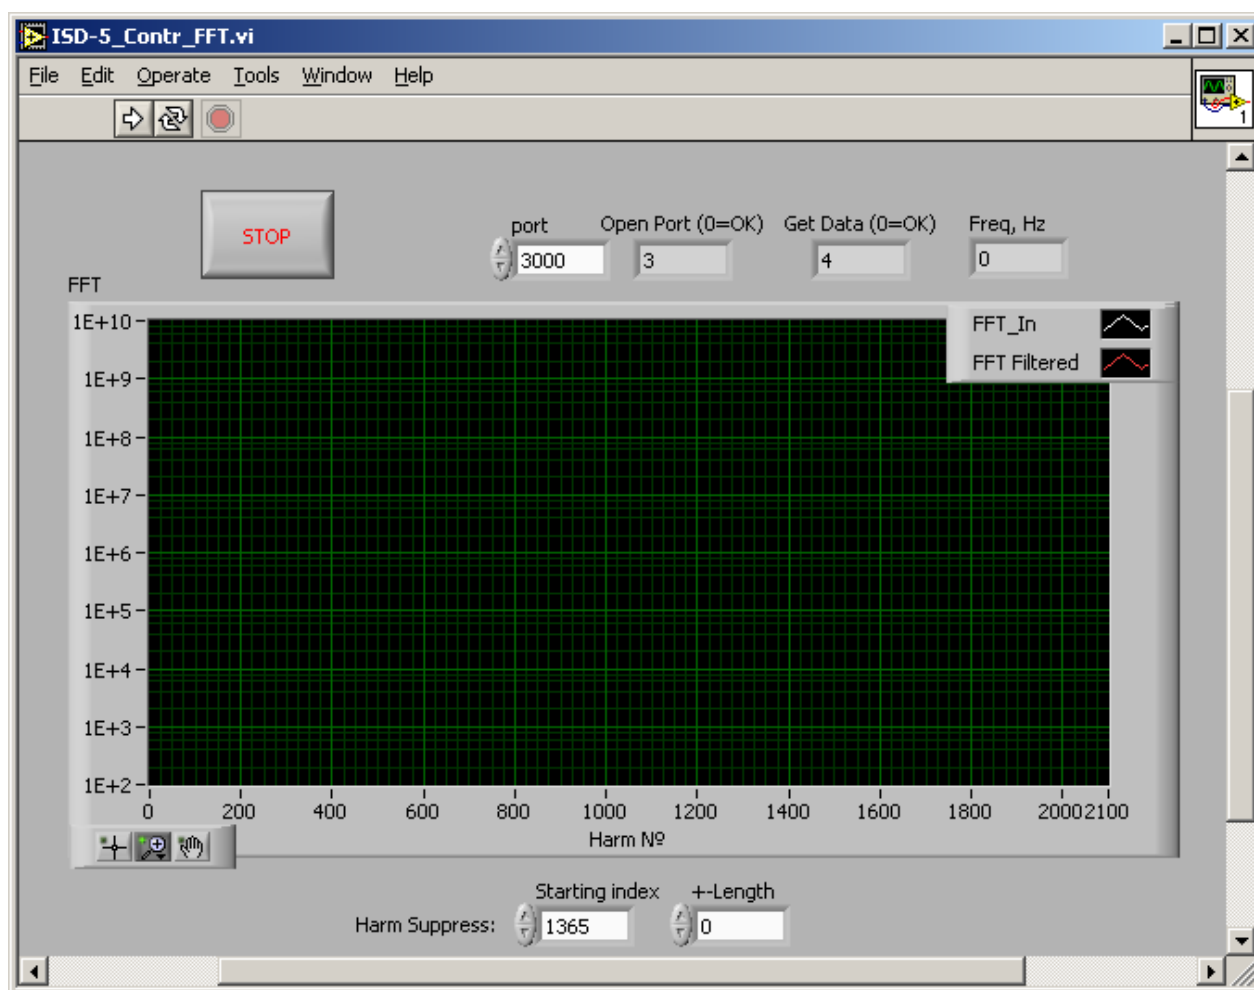 ISD-5_Contr_FFT.vi
File Edit Operate Tools Window Help
1
STOP
port Open Port (0=OK) Get Data (0=OK) Freq, Hz
3000 3 4 0
FFT
FFT_In
FFT Filtered
1E+10
1E+9
1E+8
1E+7
1E+6
1E+5
1E+4
1E+3
1E+2
0 200 400 600 800 1000 1200 1400 1600 1800 2000 2100
Harm Nº
Starting index +-Length
Harm Suppress: 1365 0